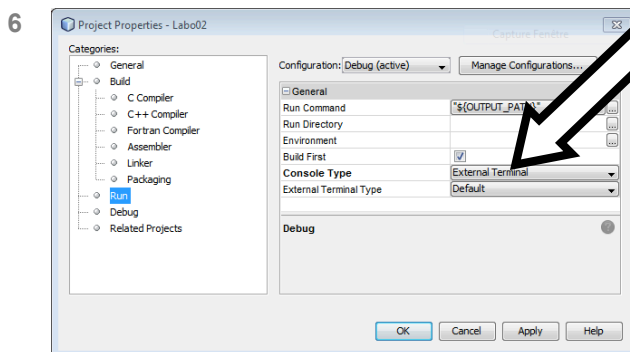 6
Project Properties - Labo02
Capture Fenêtre
Categories:
General
Build
C Compiler
C++ Compiler
Fortran Compiler
Assembler
Linker
Packaging
Run
Debug
Related Projects
Configuration: Debug (active)
Manage Configurations...
General
Run Command
Run Directory
Environment
Build First
Console Type External Terminal
External Terminal Type Default
Debug
OK Cancel Apply Help